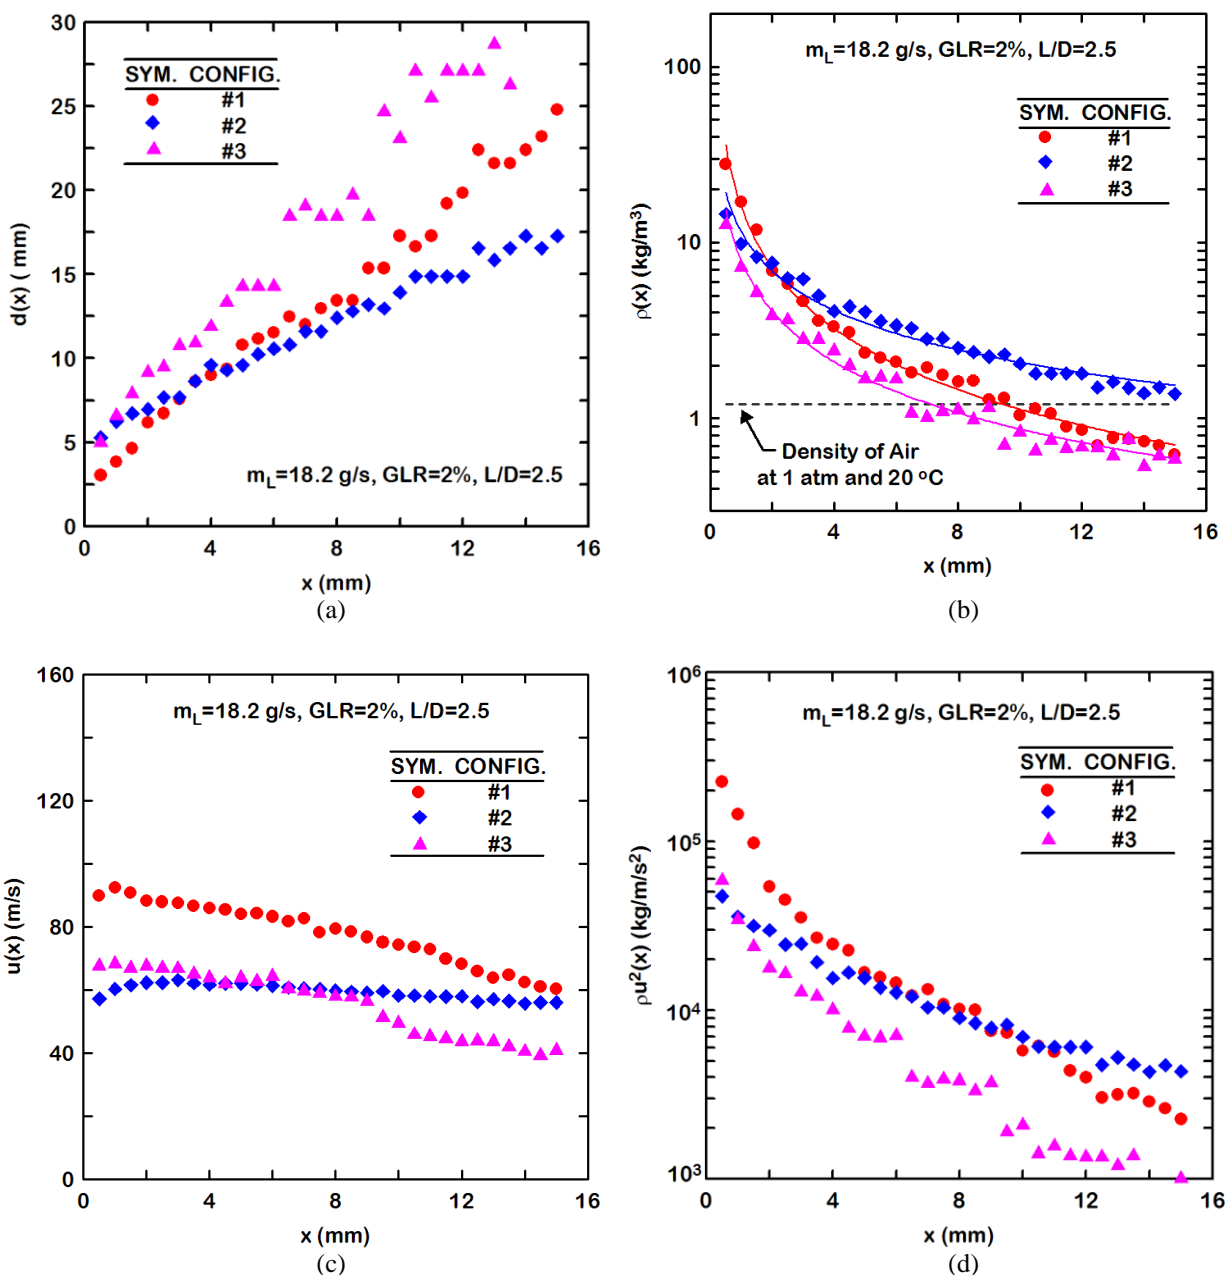 30
25
20
15
10
5
0
d(x) ( mm)
SYM. CONFIG.
#1
#2
#3
m_L=18.2 g/s, GLR=2%, L/D=2.5
0 4 8 12 16
x (mm)
(a)
100
10
1
ρ(x) (kg/m³)
m_L=18.2 g/s, GLR=2%, L/D=2.5
SYM. CONFIG.
#1
#2
#3
Density of Air
at 1 atm and 20 ºC
0 4 8 12 16
x (mm)
(b)
160
120
80
40
0
u(x) (m/s)
m_L=18.2 g/s, GLR=2%, L/D=2.5
SYM. CONFIG.
#1
#2
#3
0 4 8 12 16
x (mm)
(c)
10⁶
10⁵
10⁴
10³
ρu²(x) (kg/m/s²)
m_L=18.2 g/s, GLR=2%, L/D=2.5
SYM. CONFIG.
#1
#2
#3
0 4 8 12 16
x (mm)
(d)